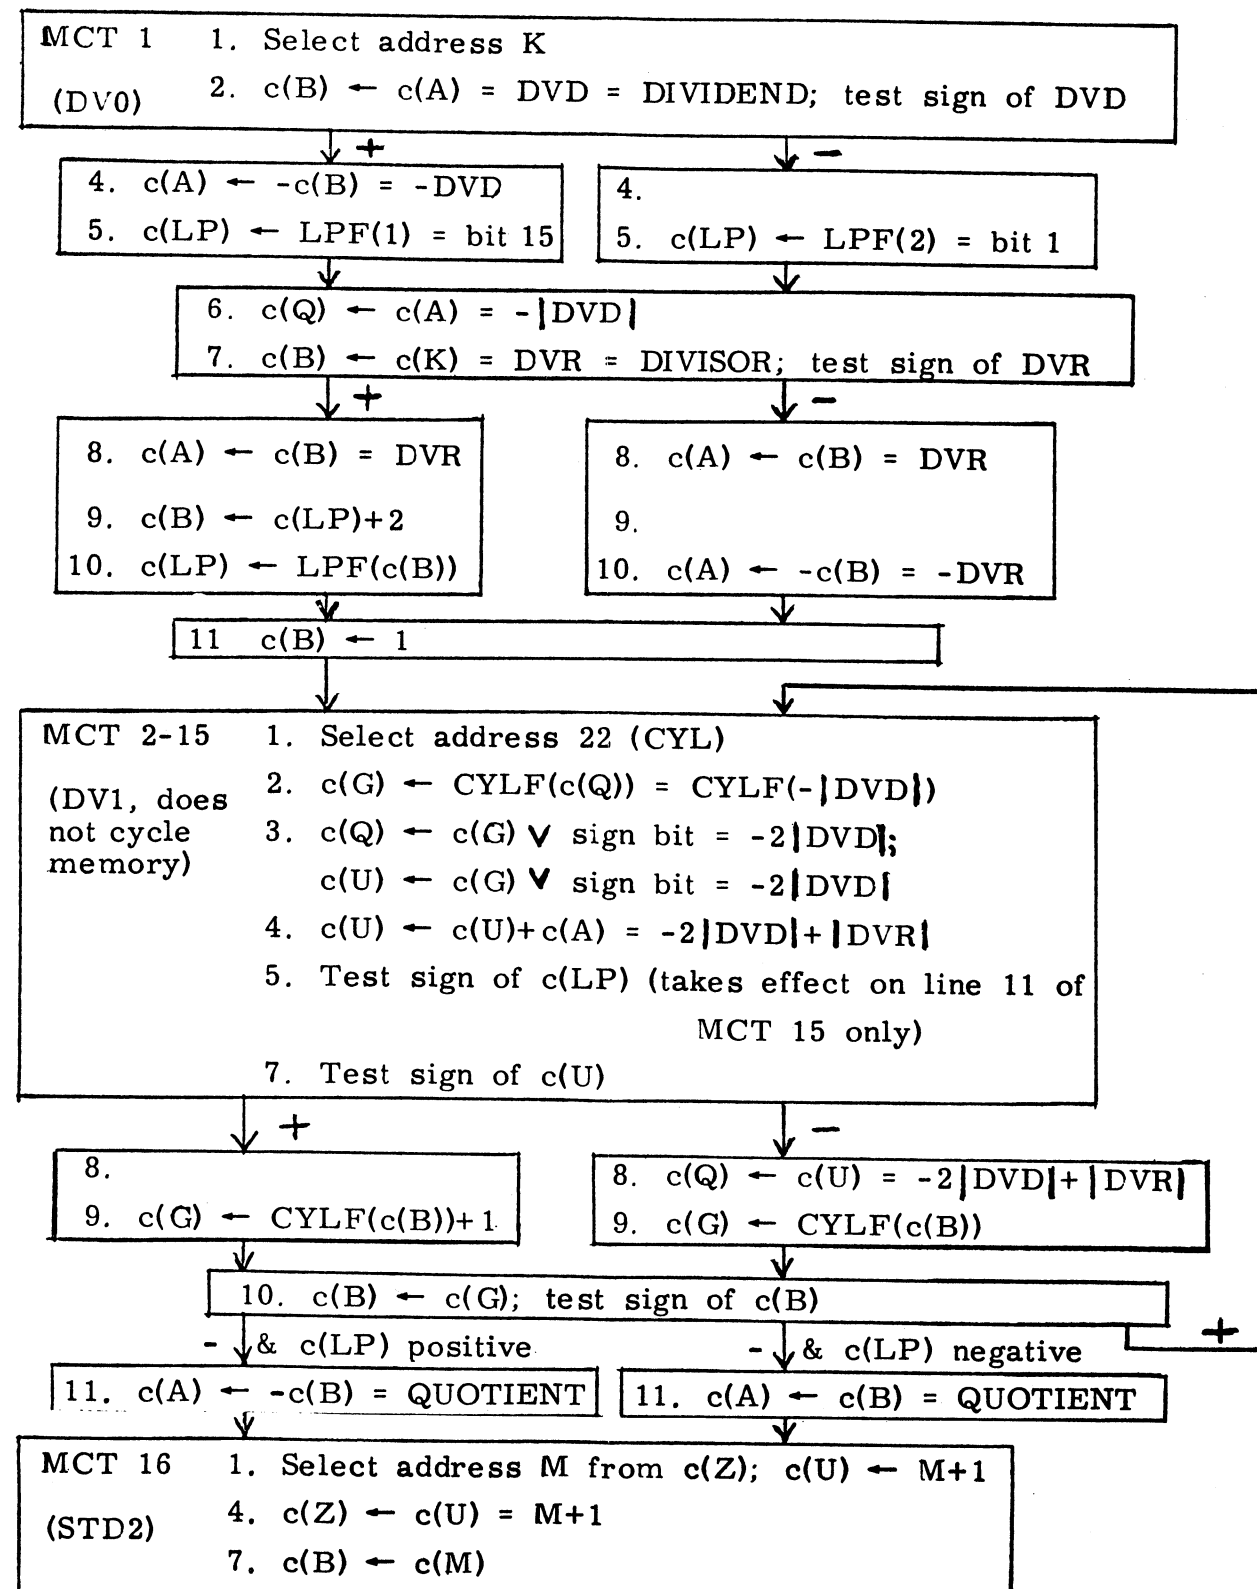 MCT 1 1. Select address K
(DV0) 2. c(B) ← c(A) = DVD = DIVIDEND; test sign of DVD
+
-
4. c(A) ← -c(B) = -DVD
5. c(LP) ← LPF(1) = bit 15
4.
5. c(LP) ← LPF(2) = bit 1
6. c(Q) ← c(A) = -|DVD|
7. c(B) ← c(K) = DVR = DIVISOR; test sign of DVR
+
-
8. c(A) ← c(B) = DVR
9. c(B) ← c(LP)+2
10. c(LP) ← LPF(c(B))
8. c(A) ← c(B) = DVR
9.
10. c(A) ← -c(B) = -DVR
11 c(B) ← 1
MCT 2-15
(DV1, does
not cycle
memory)
1. Select address 22 (CYL)
2. c(G) ← CYLF(c(Q)) = CYLF(-|DVD|)
3. c(Q) ← c(G) V sign bit = -2|DVD|;
c(U) ← c(G) V sign bit = -2|DVD|
4. c(U) ← c(U)+c(A) = -2|DVD|+|DVR|
5. Test sign of c(LP) (takes effect on line 11 of
MCT 15 only)
7. Test sign of c(U)
+
-
8.
9. c(G) ← CYLF(c(B))+1
8. c(Q) ← c(U) = -2|DVD|+|DVR|
9. c(G) ← CYLF(c(B))
10. c(B) ← c(G); test sign of c(B)
+
- & c(LP) positive
- & c(LP) negative
11. c(A) ← -c(B) = QUOTIENT
11. c(A) ← c(B) = QUOTIENT
MCT 16
(STD2)
1. Select address M from c(Z); c(U) ← M+1
4. c(Z) ← c(U) = M+1
7. c(B) ← c(M)